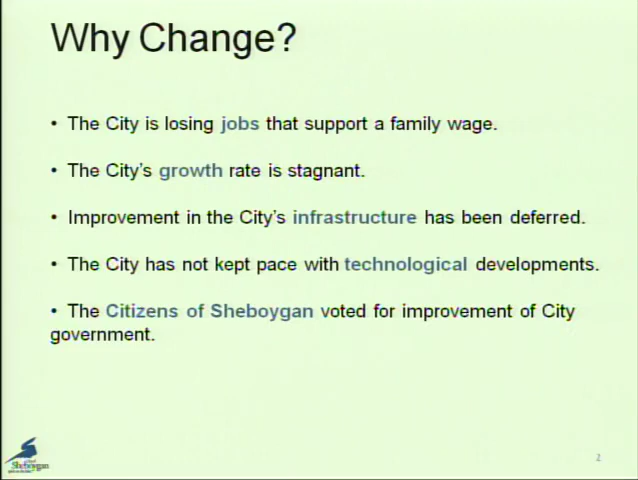 Why Change?
• The City is losing jobs that support a family wage.
• The City's growth rate is stagnant.
• Improvement in the City's infrastructure has been deferred.
• The City has not kept pace with technological developments.
• The Citizens of Sheboygan voted for improvement of City
government.
Sheboygan
2